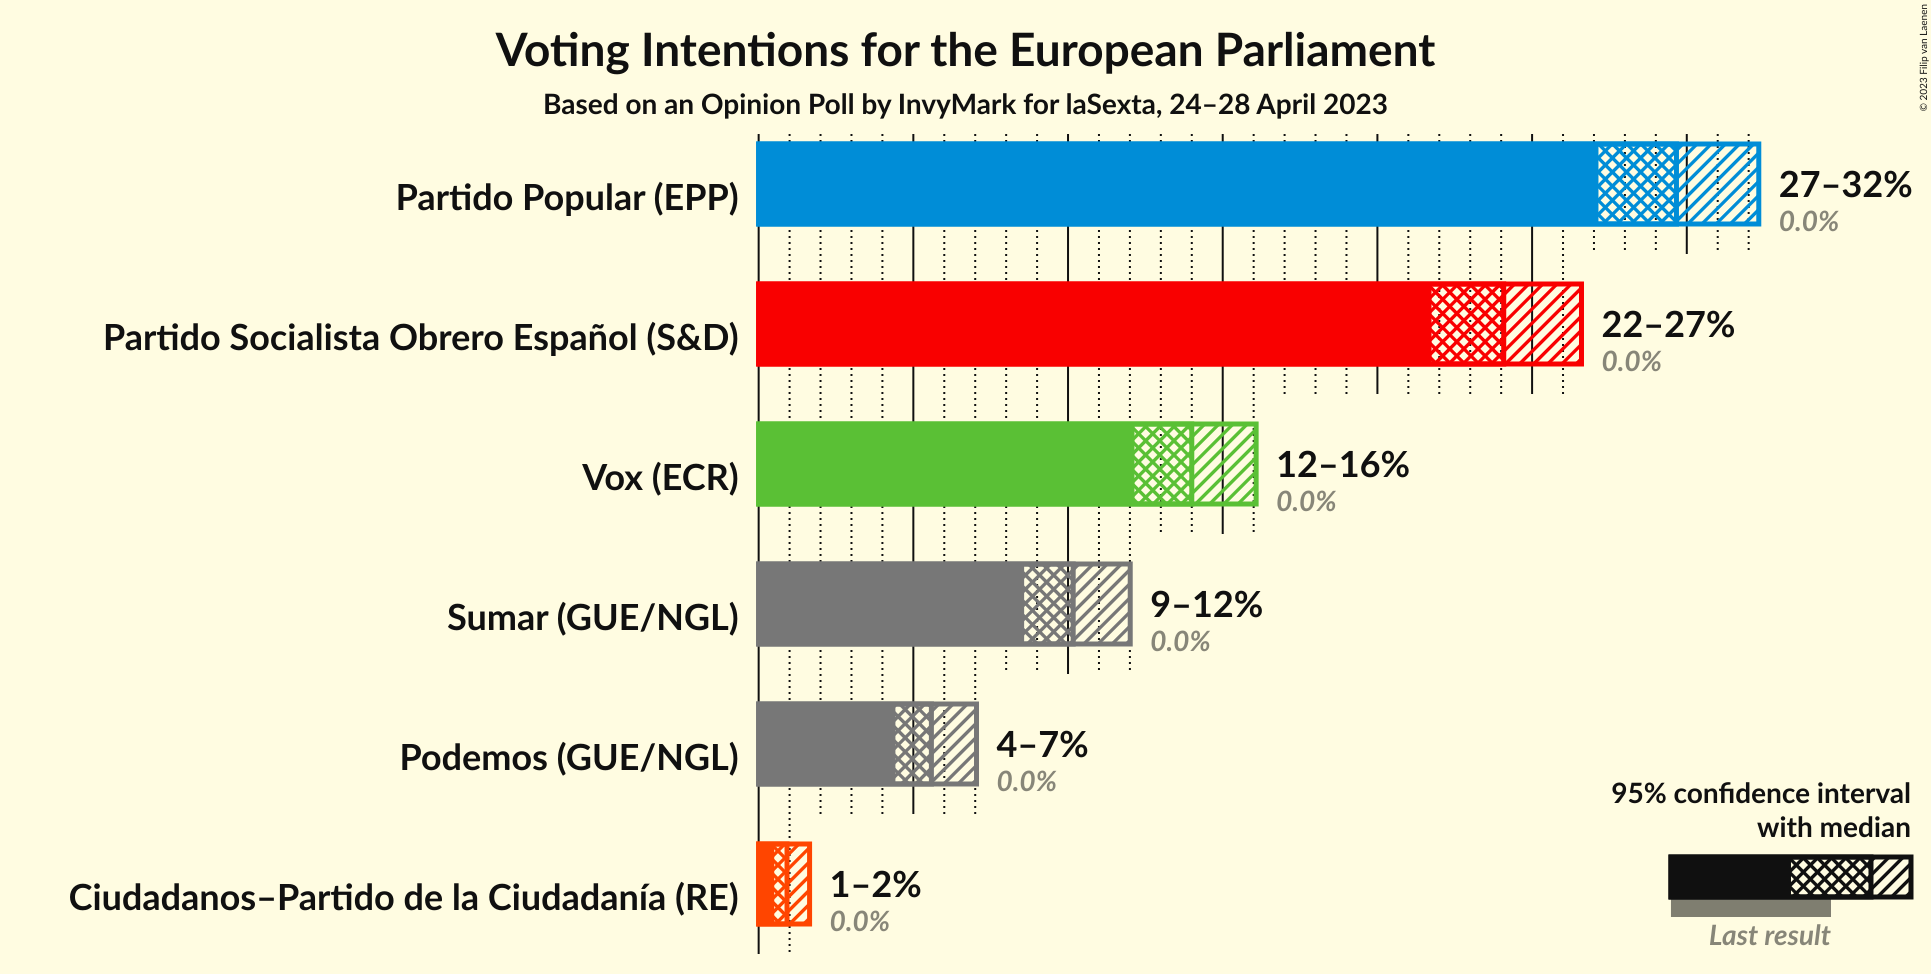 Voting Intentions for the European Parliament
Based on an Opinion Poll by InvyMark for laSexta, 24–28 April 2023
© 2023 Filip van Laenen
Partido Popular (EPP)
27–32%
0.0%
Partido Socialista Obrero Español (S&D)
22–27%
0.0%
Vox (ECR)
12–16%
0.0%
Sumar (GUE/NGL)
9–12%
0.0%
Podemos (GUE/NGL)
4–7%
0.0%
Ciudadanos–Partido de la Ciudadanía (RE)
1–2%
0.0%
95% confidence interval
with median
Last result